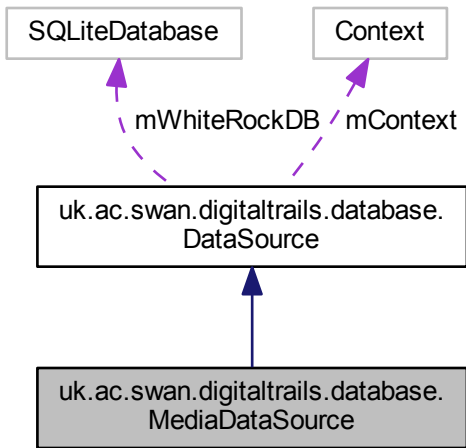 SQLiteDatabase
Context
mWhiteRockDB
mContext
uk.ac.swan.digitaltrails.database.
DataSource
uk.ac.swan.digitaltrails.database.
MediaDataSource